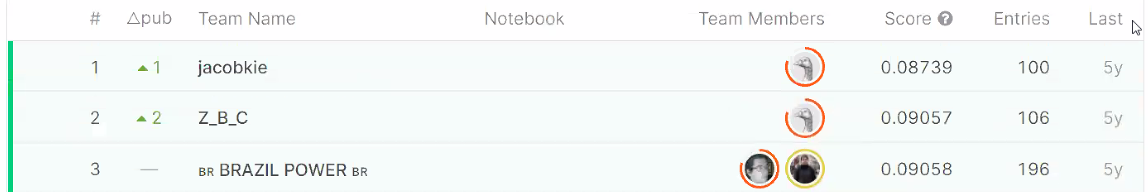 # △pub Team Name Notebook Team Members Score ? Entries Last
1 ▲ 1 jacobkie 0.08739 100 5y
2 ▲ 2 Z_B_C 0.09057 106 5y
3 — BR BRAZIL POWER BR 0.09058 196 5y